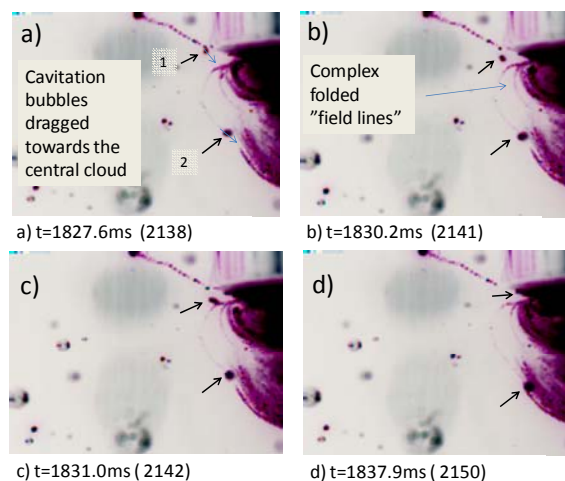 a)
1
Cavitation
bubbles
dragged
towards the
central cloud
2
a) t=1827.6ms (2138)
b)
Complex
folded
”field lines”
b) t=1830.2ms (2141)
c)
c) t=1831.0ms ( 2142)
d)
d) t=1837.9ms ( 2150)